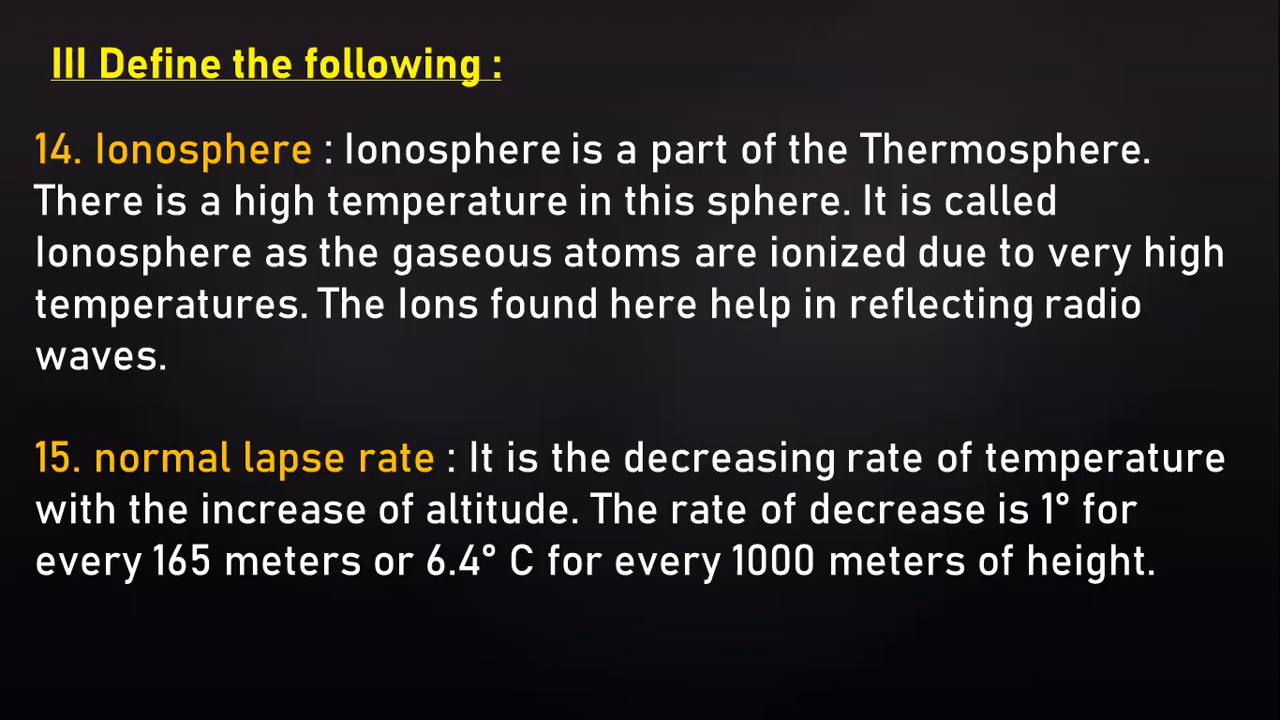 III Define the following :
14. Ionosphere : Ionosphere is a part of the Thermosphere.
There is a high temperature in this sphere. It is called
Ionosphere as the gaseous atoms are ionized due to very high
temperatures. The Ions found here help in reflecting radio
waves.
15. normal lapse rate : It is the decreasing rate of temperature
with the increase of altitude. The rate of decrease is 1° for
every 165 meters or 6.4° C for every 1000 meters of height.